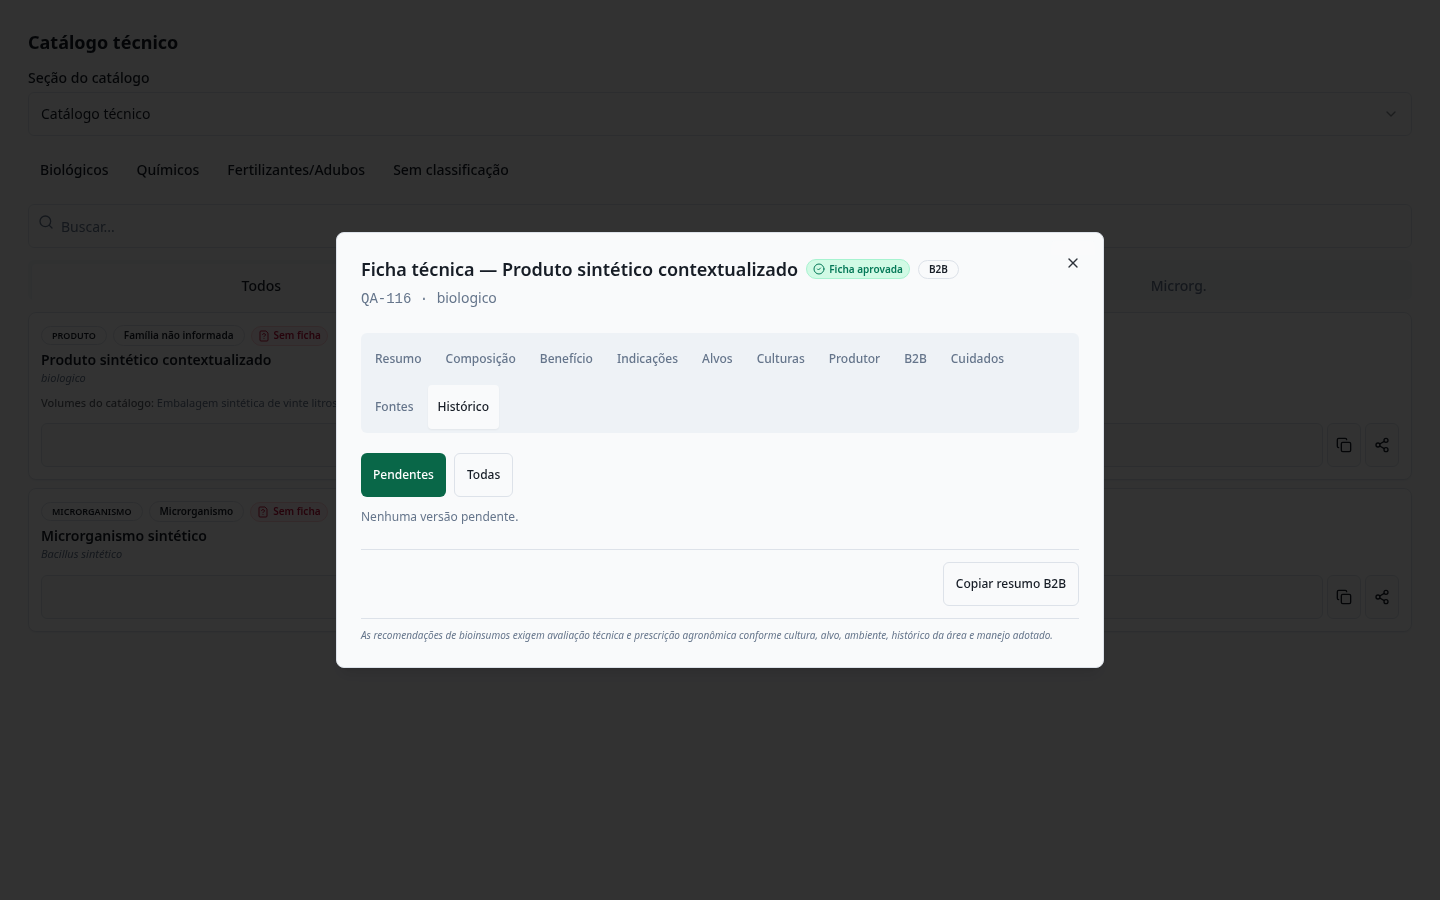 Catálogo técnico
Seção do catálogo
Catálogo técnico
Biológicos Químicos Fertilizantes/Adubos Sem classificação
Buscar...
Todos Microrg.
PRODUTO Família não informada Sem ficha
Produto sintético contextualizado
biologico
Volumes do catálogo: Embalagem sintética de vinte litros
MICRORGANISMO Microrganismo Sem ficha
Microrganismo sintético
Bacillus sintético
Ficha técnica — Produto sintético contextualizado Ficha aprovada B2B
QA-116 · biologico
Resumo Composição Benefício Indicações Alvos Culturas Produtor B2B Cuidados
Fontes Histórico
Pendentes Todas
Nenhuma versão pendente.
Copiar resumo B2B
As recomendações de bioinsumos exigem avaliação técnica e prescrição agronômica conforme cultura, alvo, ambiente, histórico da área e manejo adotado.